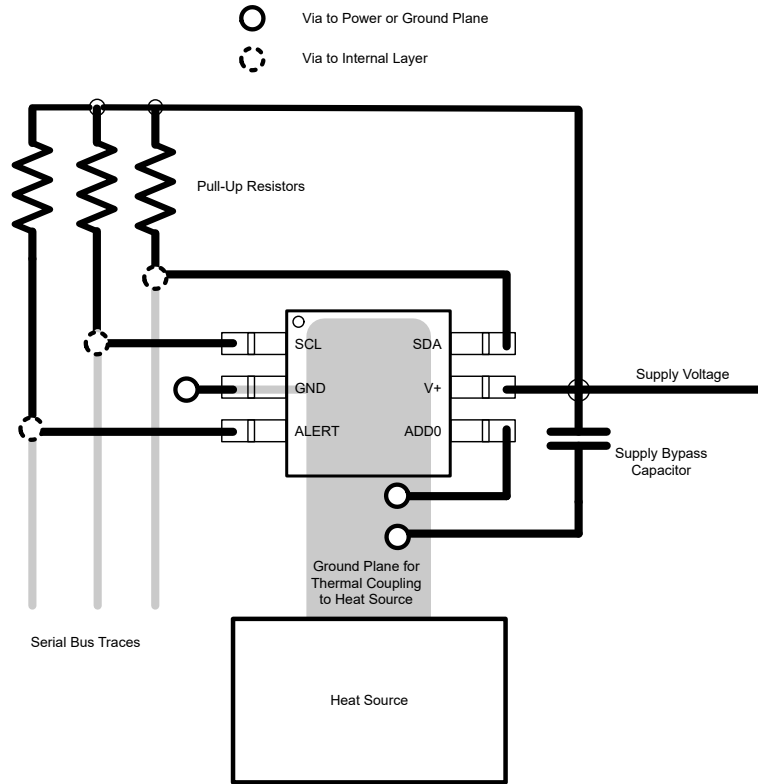 Via to Power or Ground Plane
Via to Internal Layer
Pull-Up Resistors
SCL
SDA
GND
V+
ALERT
ADD0
Supply Voltage
Supply Bypass
Capacitor
Ground Plane for
Thermal Coupling
to Heat Source
Serial Bus Traces
Heat Source